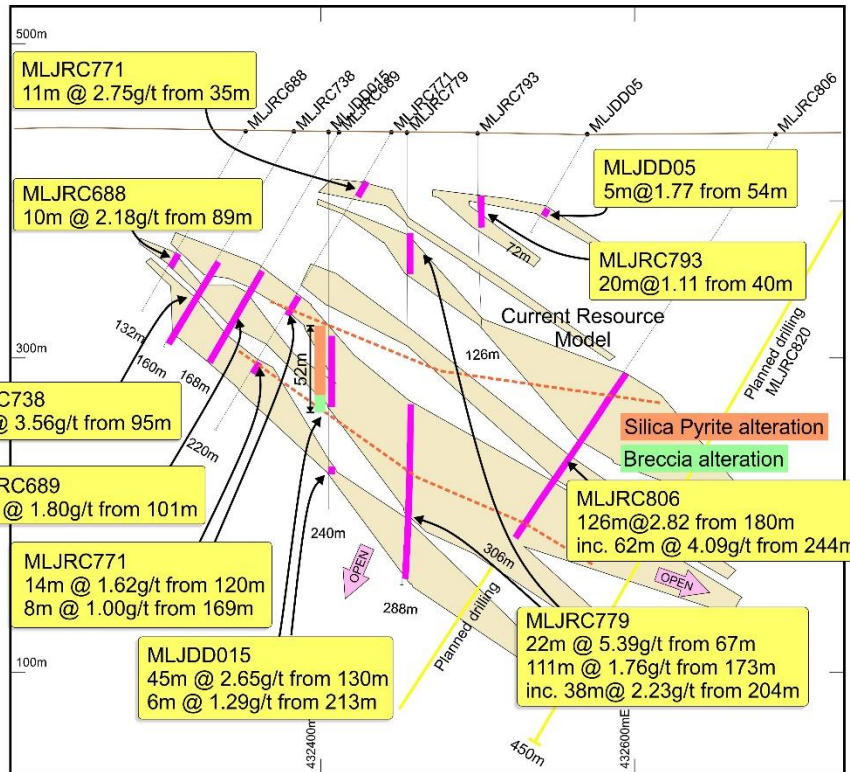 500m
MLJRC688
MLJRC738
MLJDD015
MLJRC689
MLJRC771
MLJRC779
MLJRC793
MLJDD05
MLJRC806
MLJRC771
11m @ 2.75g/t from 35m
MLJDD05
5m@1.77 from 54m
MLJRC688
10m @ 2.18g/t from 89m
MLJRC793
20m@1.11 from 40m
72m
Current Resource
Model
132m
160m
168m
220m
300m
126m
52m
Planned drilling
MLJRC820
C738
@ 3.56g/t from 95m
Silica Pyrite alteration
Breccia alteration
RC689
@ 1.80g/t from 101m
MLJRC806
126m@2.82 from 180m
inc. 62m @ 4.09g/t from 244m
MLJRC771
14m @ 1.62g/t from 120m
8m @ 1.00g/t from 169m
240m
306m
OPEN
OPEN
288m
Planned drilling
MLJRC779
22m @ 5.39g/t from 67m
111m @ 1.76g/t from 173m
inc. 38m@ 2.23g/t from 204m
MLJDD015
45m @ 2.65g/t from 130m
6m @ 1.29g/t from 213m
100m
432400m
432600mE
450m